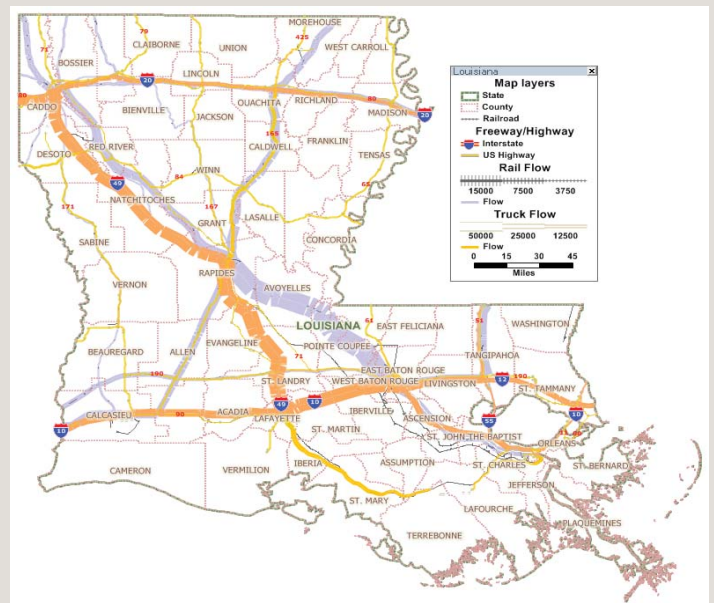 MOREHOUSE
79
425
71
CLAIBORNE
UNION
WEST CARROLL
BOSSIER
LINCOLN
20
RICHLAND
OUACHITA
80
80
CADDO
MADISON
20
BIENVILLE
JACKSON
165
FRANKLIN
RED RIVER
CALDWELL
DESOTO
TENSAS
WINN
84
49
65
171
NATCHITOCHES
167
LASALLE
GRANT
SABINE
CONCORDIA
RAPIDES
AVOYELLES
VERNON
LOUISIANA
61
EAST FELICIANA
51
WASHINGTON
EVANGELINE
POINTE COUPEE
BEAUREGARD
ALLEN
71
TANGIPAHOA
EAST BATON ROUGE
190
ST. LANDRY
WEST BATON ROUGE
LIVINGSTON
12
190
ST. TAMMANY
49
10
CALCASIEU
90
ACADIA
IBERVILLE
ASCENSION
55
10
10
LAFAYETTE
ST. MARTIN
ST. JOHN THE BAPTIST
ORLEANS
CAMERON
VERMILION
IBERIA
ASSUMPTION
ST. CHARLES
ST. BERNARD
ST. MARY
JEFFERSON
LAFOURCHE
PLAQUEMINES
TERREBONNE
Louisiana
Map layers
State
County
Railroad
Freeway/Highway
Interstate
US Highway
Rail Flow
15000 7500 3750
Flow
Truck Flow
50000 25000 12500
Flow
0 15 30 45
Miles